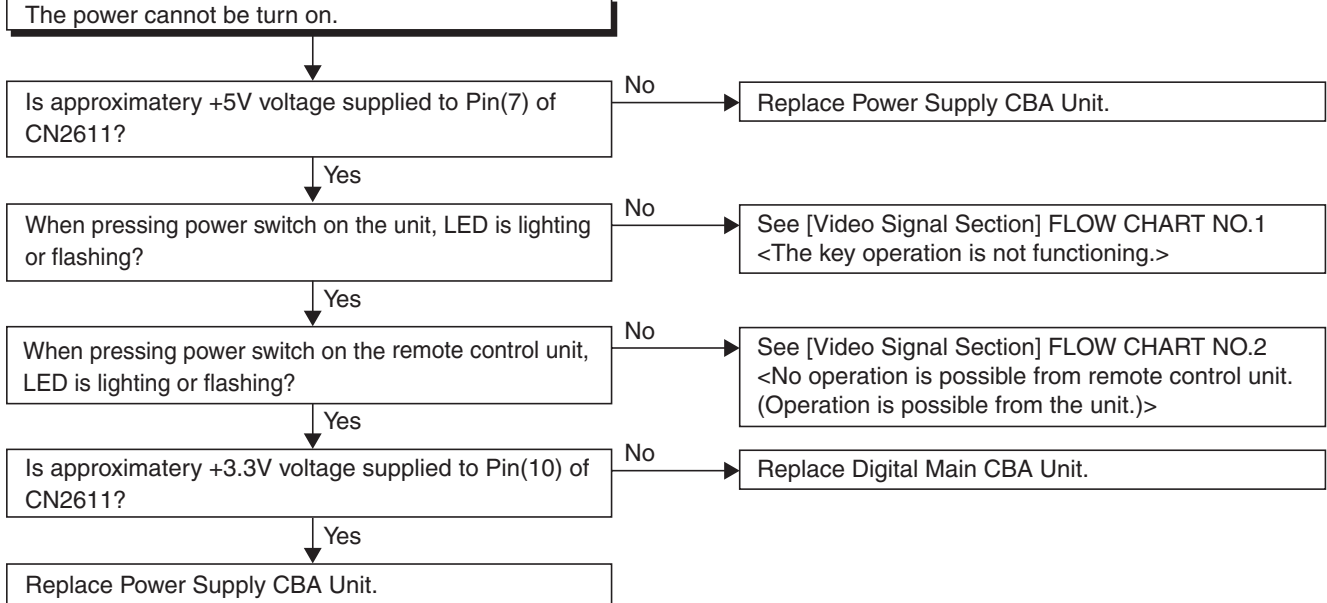 The power cannot be turn on.
Is approximatery +5V voltage supplied to Pin(7) of
CN2611?
No
Replace Power Supply CBA Unit.
Yes
When pressing power switch on the unit, LED is lighting
or flashing?
No
See [Video Signal Section] FLOW CHART NO.1
<The key operation is not functioning.>
Yes
When pressing power switch on the remote control unit,
LED is lighting or flashing?
No
See [Video Signal Section] FLOW CHART NO.2
<No operation is possible from remote control unit.
(Operation is possible from the unit.)>
Yes
Is approximatery +3.3V voltage supplied to Pin(10) of
CN2611?
No
Replace Digital Main CBA Unit.
Yes
Replace Power Supply CBA Unit.